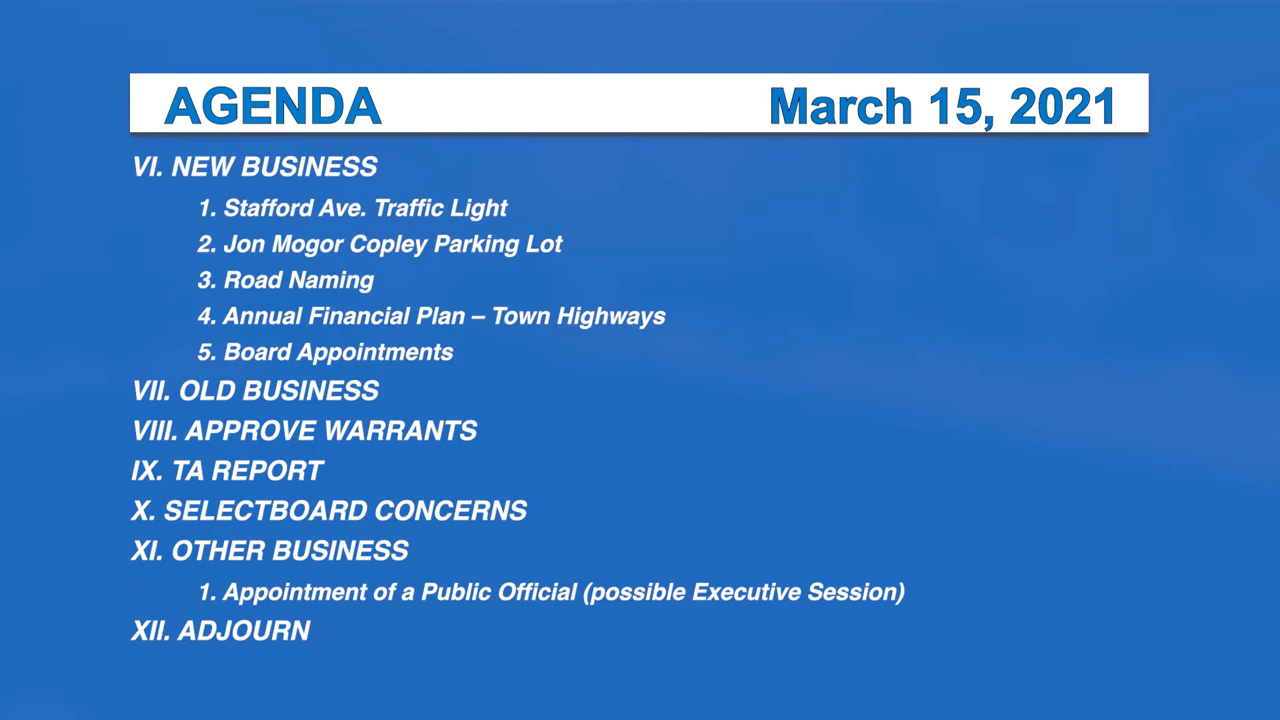 AGENDA March 15, 2021
VI. NEW BUSINESS
1. Stafford Ave. Traffic Light
2. Jon Mogor Copley Parking Lot
3. Road Naming
4. Annual Financial Plan – Town Highways
5. Board Appointments
VII. OLD BUSINESS
VIII. APPROVE WARRANTS
IX. TA REPORT
X. SELECTBOARD CONCERNS
XI. OTHER BUSINESS
1. Appointment of a Public Official (possible Executive Session)
XII. ADJOURN